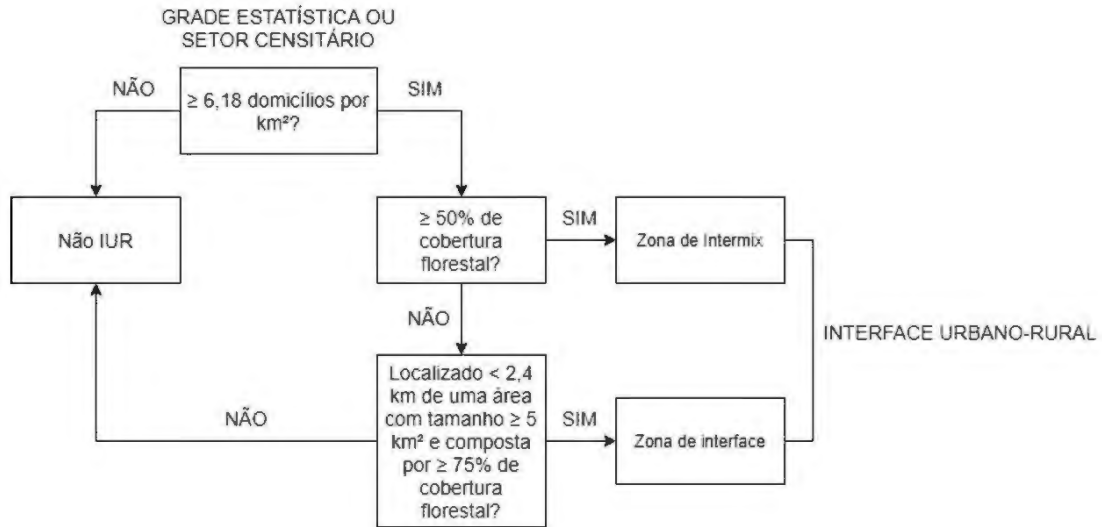 GRADE ESTATÍSTICA OU
SETOR CENSITÁRIO
NÃO
≥ 6,18 domicílios por
km²?
SIM
Não IUR
≥ 50% de
cobertura
florestal?
SIM
Zona de Intermix
NÃO
INTERFACE URBANO-RURAL
Localizado < 2,4
km de uma área
com tamanho ≥ 5
km² e composta
por ≥ 75% de
cobertura
florestal?
NÃO
SIM
Zona de interface